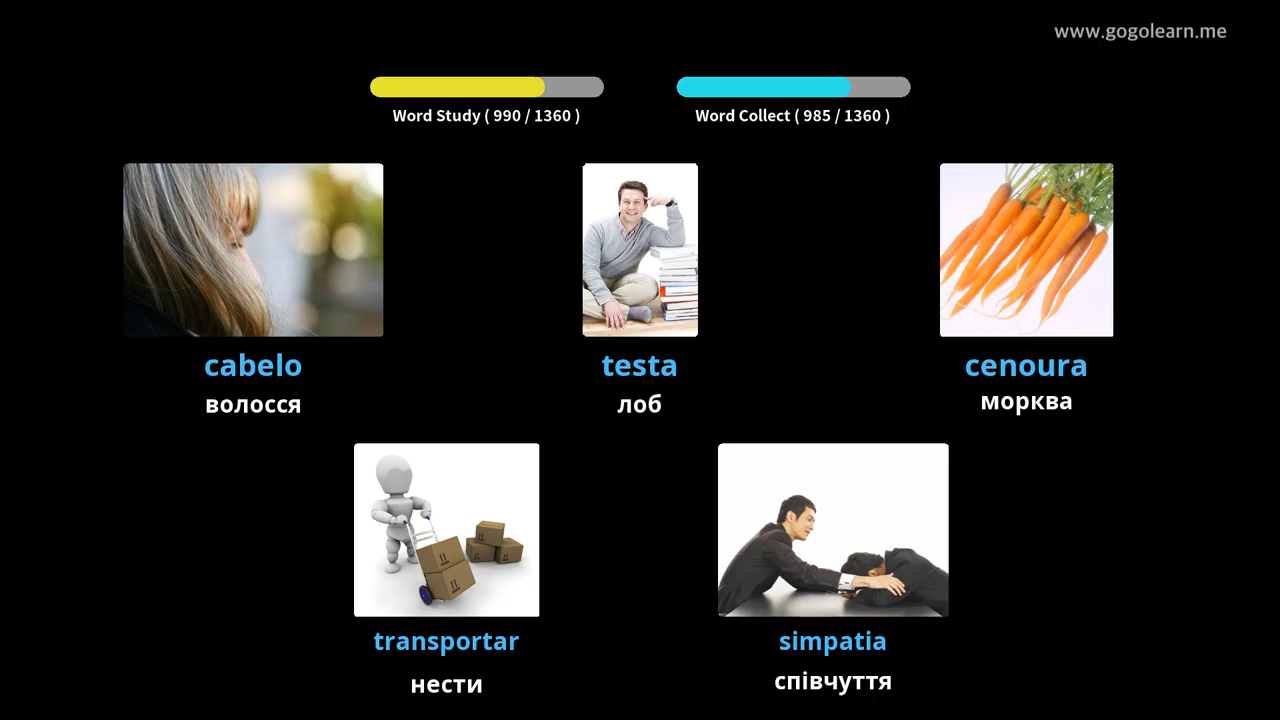 www.gogolearn.me
Word Study ( 990 / 1360 )
Word Collect ( 985 / 1360 )
cabelo
волосся
testa
лоб
cenoura
морква
transportar
нести
simpatia
співчуття